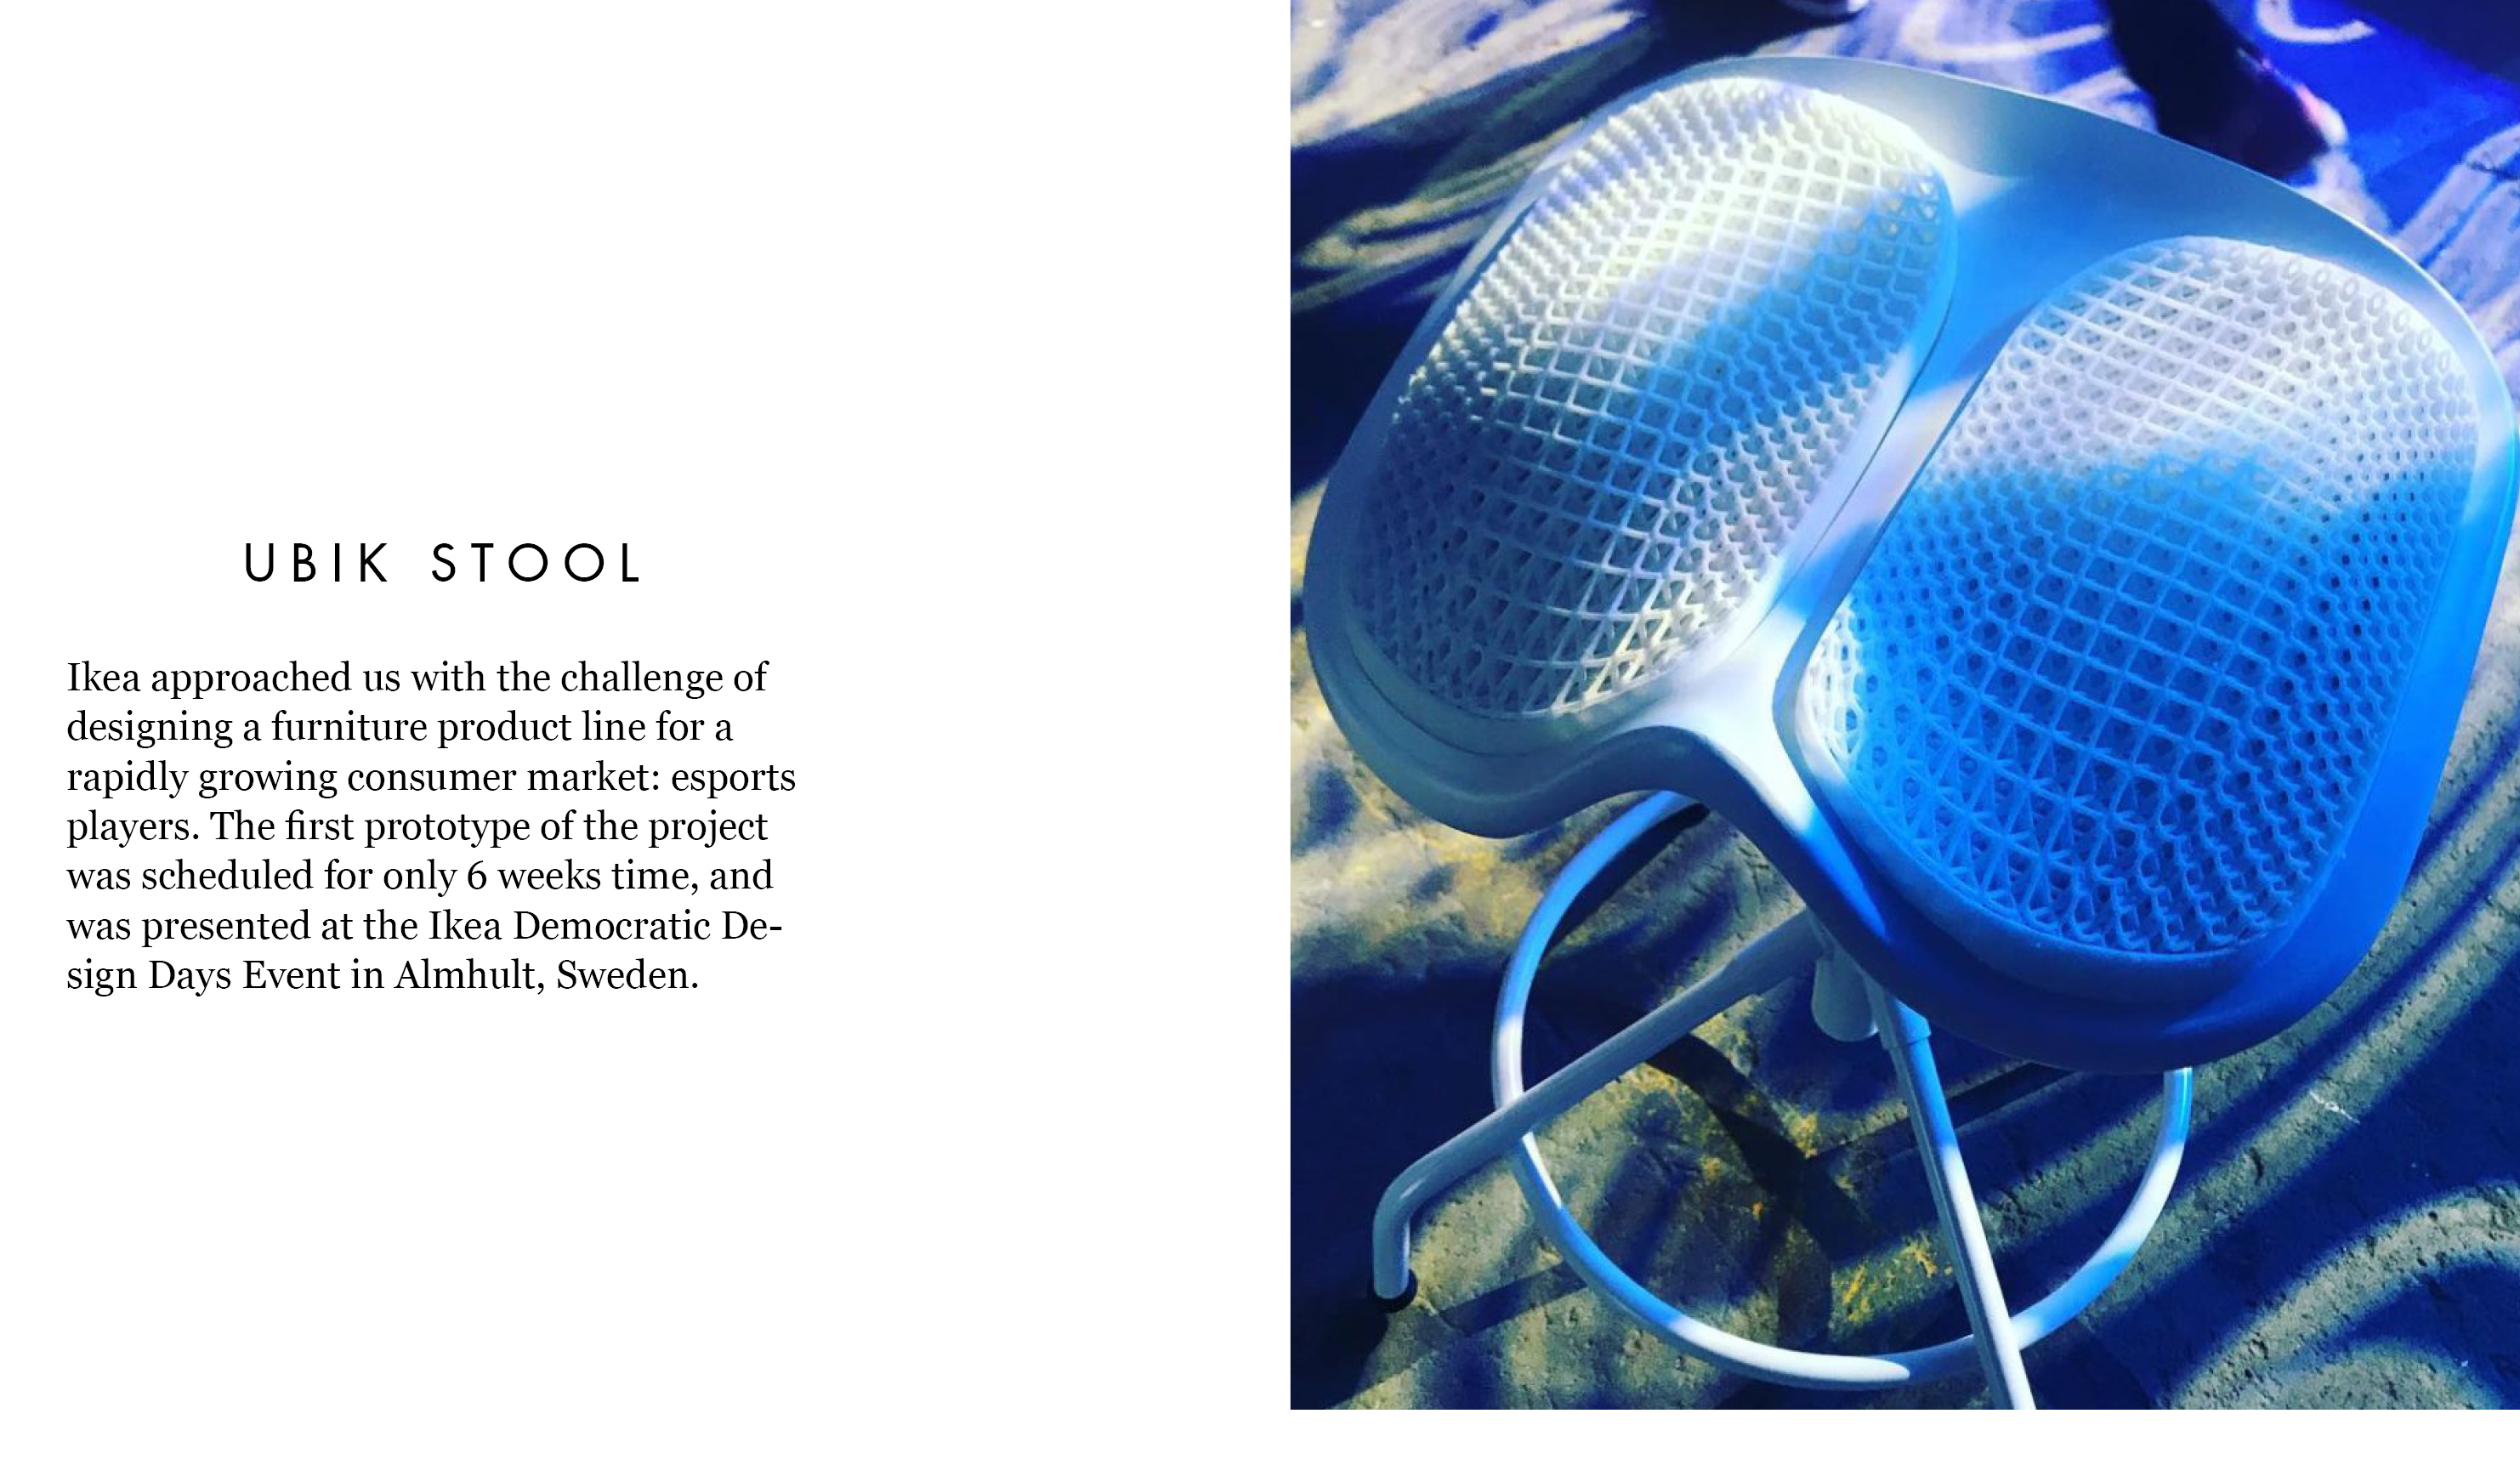 UBIK STOOL
Ikea approached us with the challenge of
designing a furniture product line for a
rapidly growing consumer market: esports
players. The first prototype of the project
was scheduled for only 6 weeks time, and
was presented at the Ikea Democratic De-
sign Days Event in Almhult, Sweden.